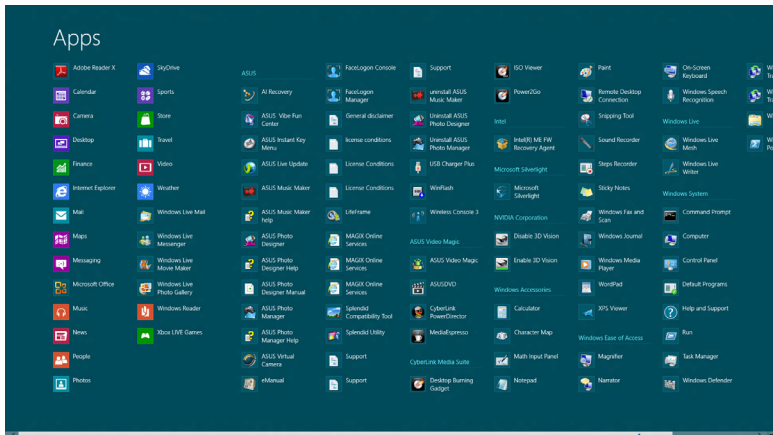 Apps
Adobe Reader X
Calendar
Camera
Desktop
Finance
Internet Explorer
Mail
Maps
Messaging
Microsoft Office
Music
News
People
Photos
SkyDrive
Sports
Store
Travel
Video
Weather
Windows Live Mail
Windows Live
Messenger
Windows Live
Movie Maker
Windows Live
Photo Gallery
Windows Reader
Xbox LIVE Games
ASUS
AI Recovery
ASUS Vibe Fun
Center
ASUS Instant Key
Menu
ASUS Live Update
ASUS Music Maker
ASUS Music Maker
help
ASUS Photo
Designer
ASUS Photo
Designer Help
ASUS Photo
Designer Manual
ASUS Photo
Manager
ASUS Photo
Manager Help
ASUS Virtual
Camera
eManual
FaceLogon Console
FaceLogon
Manager
General disclaimer
license conditions
License Conditions
License Conditions
LifeFrame
MAGIX Online
Services
MAGIX Online
Services
MAGIX Online
Services
Splendid
Compatibility Tool
Splendid Utility
Support
Support
Support
uninstall ASUS
Music Maker
Uninstall ASUS
Photo Designer
Uninstall ASUS
Photo Manager
USB Charger Plus
WinFlash
Wireless Console 3
ASUS Video Magic
ASUS Video Magic
ASUSDVD
CyberLink
PowerDirector
MediaEspresso
CyberLink Media Suite
Desktop Burning
Gadget
ISO Viewer
Power2Go
Intel
Intel(R) ME FW
Recovery Agent
Microsoft Silverlight
Microsoft
Silverlight
NVIDIA Corporation
Disable 3D Vision
Enable 3D Vision
Windows Accessories
Calculator
Character Map
Math Input Panel
Notepad
Paint
Remote Desktop
Connection
Snipping Tool
Sound Recorder
Steps Recorder
Sticky Notes
Windows Fax and
Scan
Windows Journal
Windows Media
Player
WordPad
XPS Viewer
Windows Ease of Access
Magnifier
Narrator
On-Screen
Keyboard
Windows Speech
Recognition
Windows Live
Windows Live
Mesh
Windows Live
Writer
Windows System
Command Prompt
Computer
Control Panel
Default Programs
Help and Support
Run
Task Manager
Windows Defender